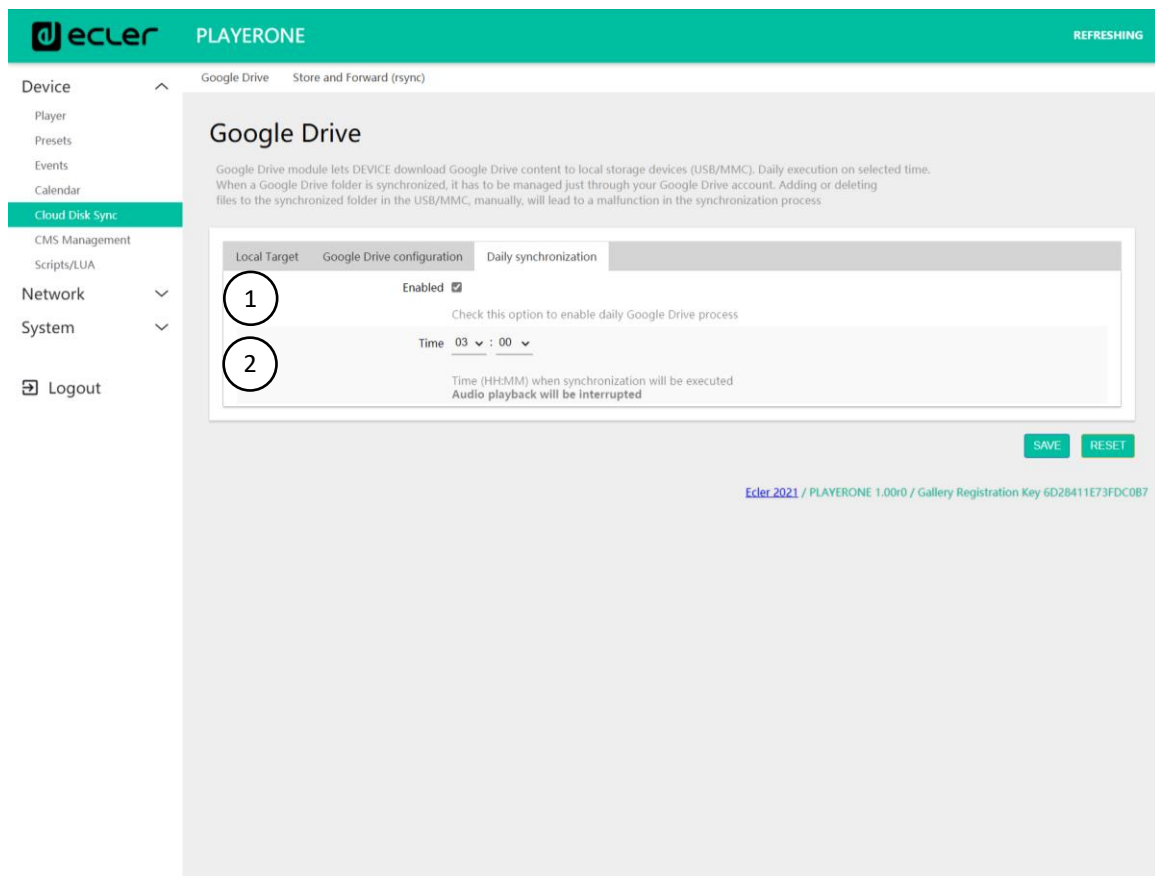 ecler
PLAYERONE
REFRESHING
Device
Player
Presets
Events
Calendar
Cloud Disk Sync
CMS Management
Scripts/LUA
Network
System
Logout
Google Drive Store and Forward (rsync)
Google Drive
Google Drive module lets DEVICE download Google Drive content to local storage devices (USB/MMC). Daily execution on selected time.
When a Google Drive folder is synchronized, it has to be managed just through your Google Drive account. Adding or deleting
files to the synchronized folder in the USB/MMC, manually, will lead to a malfunction in the synchronization process
Local Target Google Drive configuration Daily synchronization
1
Enabled
Check this option to enable daily Google Drive process
2
Time 03 : 00
Time (HH:MM) when synchronization will be executed
Audio playback will be interrupted
SAVE RESET
Ecler 2021 / PLAYERONE 1.00r0 / Gallery Registration Key 6D28411E73FDC0B7